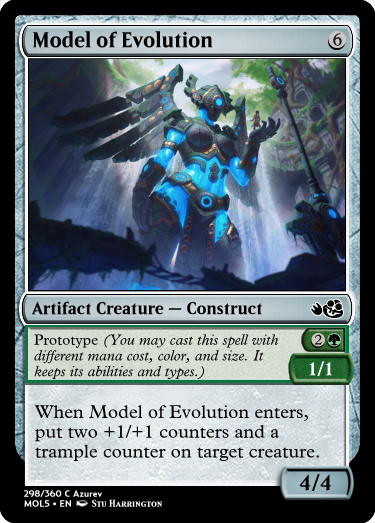 Model of Evolution 6
Artifact Creature — Construct
Prototype (You may cast this spell with 2
different mana cost, color, and size. It
keeps its abilities and types.) 1/1
When Model of Evolution enters,
put two +1/+1 counters and a
trample counter on target creature.
4/4
298/360 C Azurev
MOL5 • EN Stu Harrington